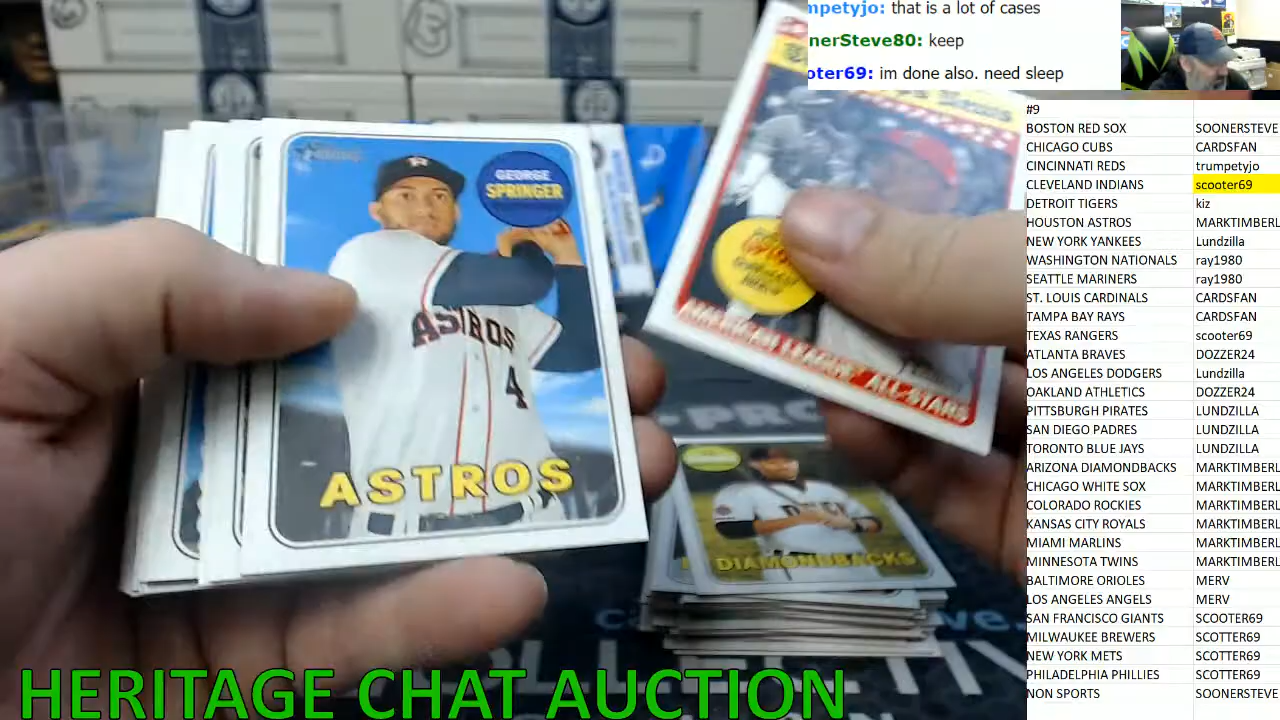 mpetyjo: that is a lot of cases
nerSteve80: keep
oter69: im done also. need sleep
#9
BOSTON RED SOX SOONERSTEVE
CHICAGO CUBS CARDSFAN
CINCINNATI REDS trumpetyjo
CLEVELAND INDIANS scooter69
DETROIT TIGERS kiz
HOUSTON ASTROS MARKTIMBERL
NEW YORK YANKEES Lundzilla
WASHINGTON NATIONALS ray1980
SEATTLE MARINERS ray1980
ST. LOUIS CARDINALS CARDSFAN
TAMPA BAY RAYS CARDSFAN
TEXAS RANGERS scooter69
ATLANTA BRAVES DOZZER24
LOS ANGELES DODGERS Lundzilla
OAKLAND ATHLETICS DOZZER24
PITTSBURGH PIRATES LUNDZILLA
SAN DIEGO PADRES LUNDZILLA
TORONTO BLUE JAYS LUNDZILLA
ARIZONA DIAMONDBACKS MARKTIMBERL
CHICAGO WHITE SOX MARKTIMBERL
COLORADO ROCKIES MARKTIMBERL
KANSAS CITY ROYALS MARKTIMBERL
MIAMI MARLINS MARKTIMBERL
MINNESOTA TWINS MARKTIMBERL
BALTIMORE ORIOLES MERV
LOS ANGELES ANGELS MERV
SAN FRANCISCO GIANTS SCOOTER69
MILWAUKEE BREWERS SCOTTER69
NEW YORK METS SCOTTER69
PHILADELPHIA PHILLIES SCOTTER69
NON SPORTS SOONERSTEVE
GEORGE
SPRINGER
ASTROS
4
ASTROS
AMERICAN LEAGUE ALL-STARS
DIAMONDBACKS
HERITAGE CHAT AUCTION